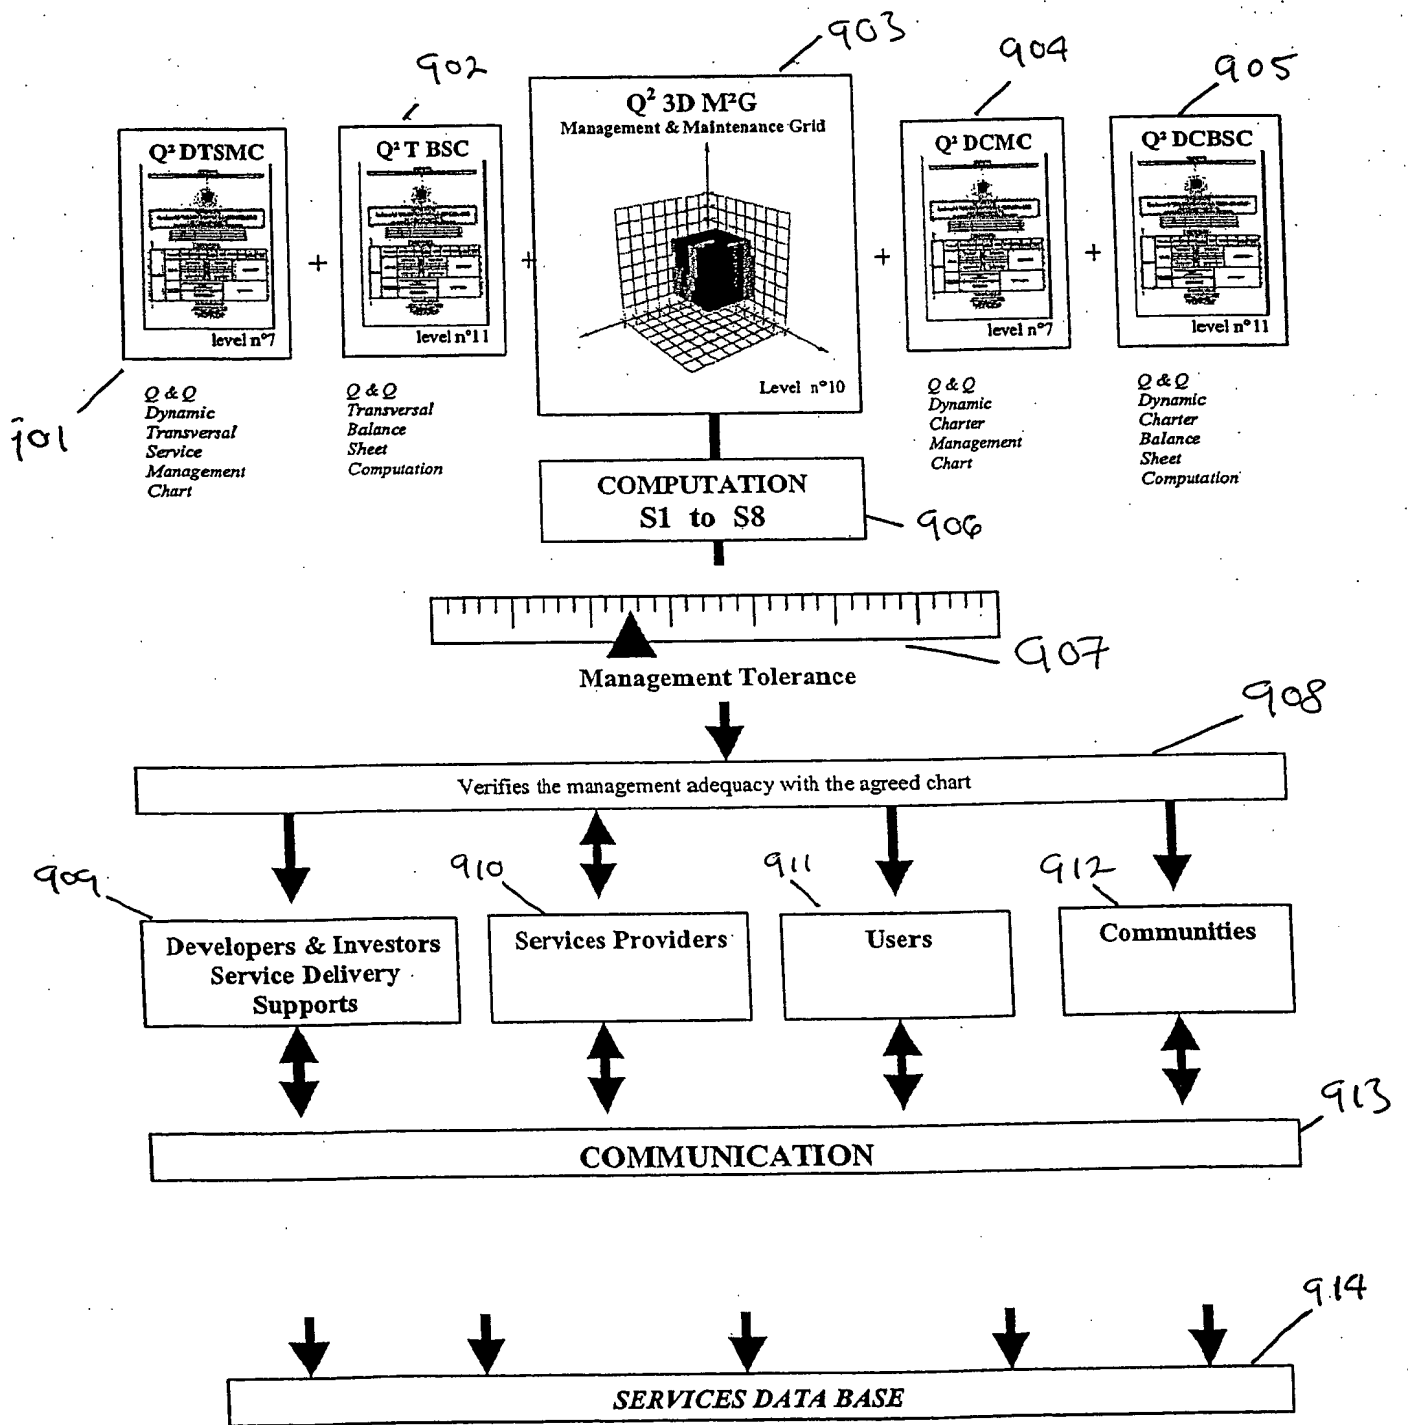 903
902
904
905
Q² 3D M²G
Management & Maintenance Grid
Q² DTSMC
Q² T BSC
Q² DCMC
Q² DCBSC
+
+
+
+
level n°7
level n°11
Level n°10
level n°7
level n°11
901
Q & Q
Dynamic
Transversal
Service
Management
Chart
Q & Q
Transversal
Balance
Sheet
Computation
Q & Q
Dynamic
Charter
Management
Chart
Q & Q
Dynamic
Charter
Balance
Sheet
Computation
COMPUTATION
S1 to S8
906
907
Management Tolerance
908
Verifies the management adequacy with the agreed chart
909
910
911
912
Developers & Investors
Service Delivery
Supports
Services Providers
Users
Communities
913
COMMUNICATION
914
SERVICES DATA BASE